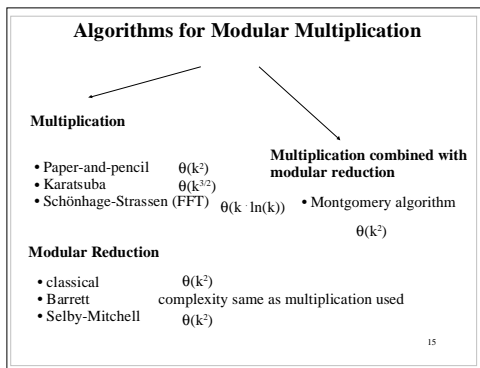 Algorithms for Modular Multiplication
Multiplication
• Paper-and-pencil θ(k²)
• Karatsuba θ(k³/²)
• Schönhage-Strassen (FFT) θ(k · ln(k))
Multiplication combined with
modular reduction
• Montgomery algorithm
θ(k²)
Modular Reduction
• classical θ(k²)
• Barrett complexity same as multiplication used
• Selby-Mitchell θ(k²)
15